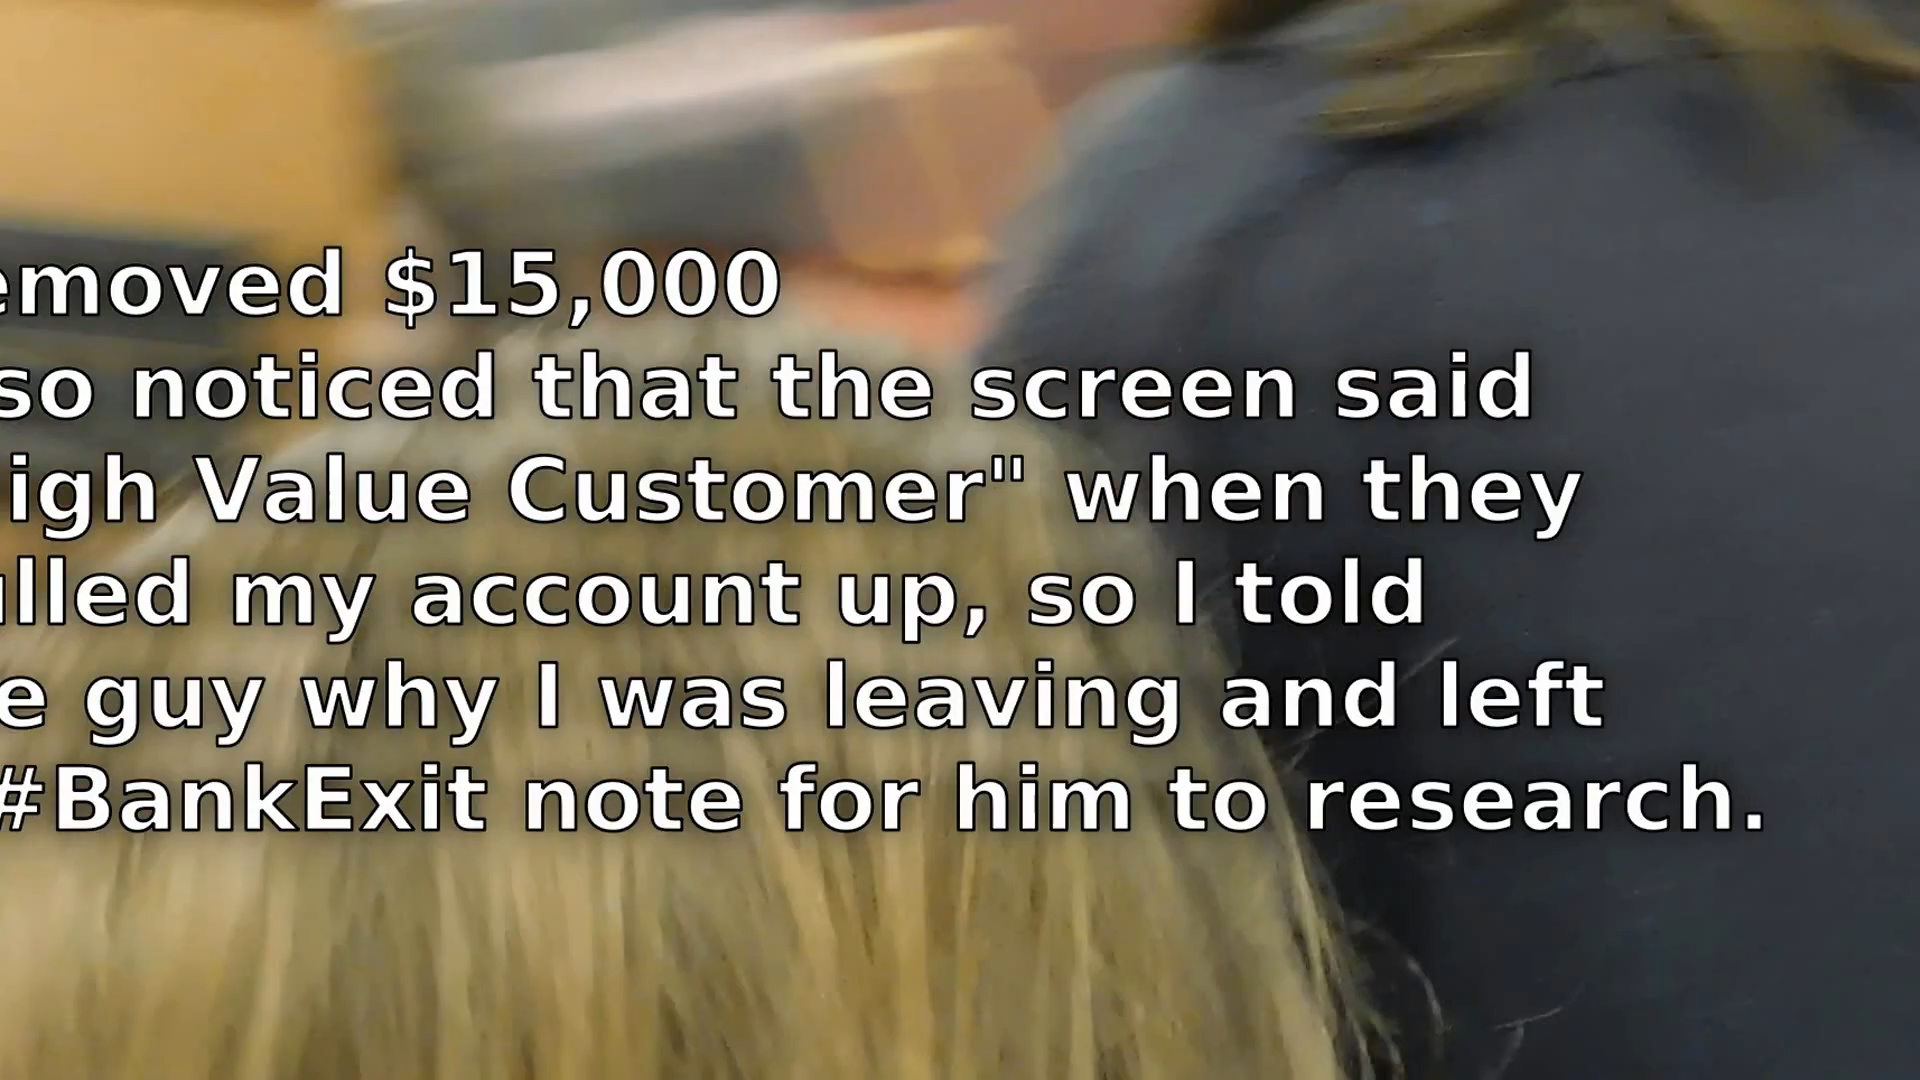 emoved $15,000
so noticed that the screen said
igh Value Customer" when they
ulled my account up, so I told
e guy why I was leaving and left
#BankExit note for him to research.